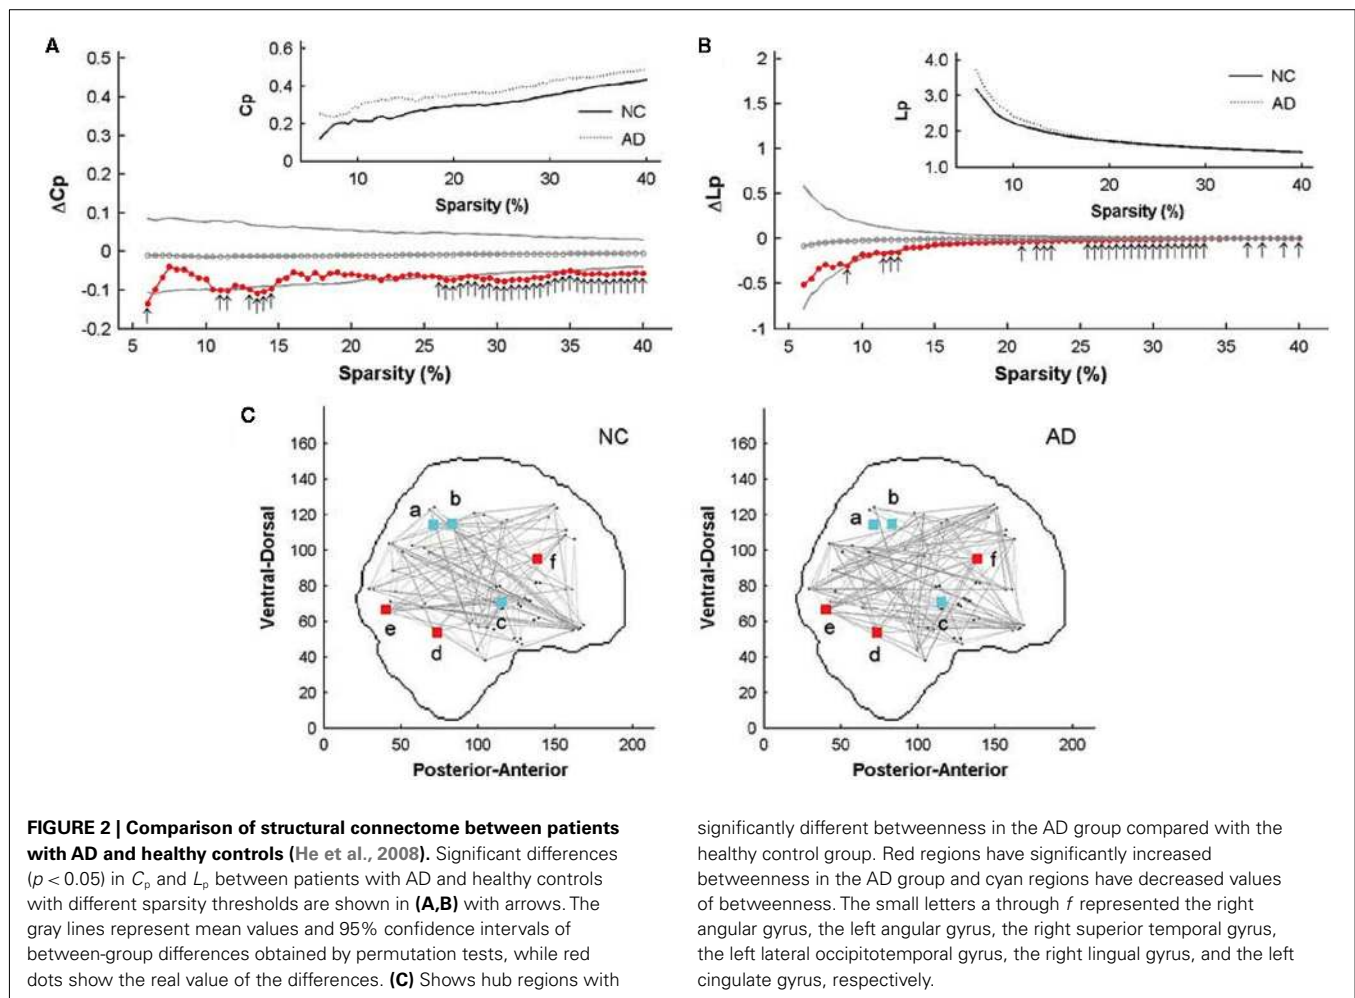 A
0.5
0.4
0.3
0.2
0.1
0
-0.1
-0.2
ΔCp
5 10 15 20 25 30 35 40
Sparsity (%)
0.6
0.4
0.2
0
Cp
NC
AD
10 20 30 40
Sparsity (%)
B
2
1.5
1
0.5
0
-0.5
-1
ΔLp
5 10 15 20 25 30 35 40
Sparsity (%)
4.0
3.0
2.0
1.0
Lp
NC
AD
10 20 30 40
Sparsity (%)
C
NC
160
140
120
100
80
60
40
20
0
Ventral-Dorsal
a b
f
c
e
d
0 50 100 150 200
Posterior-Anterior
AD
160
140
120
100
80
60
40
20
0
Ventral-Dorsal
b
a
f
c
e
d
0 50 100 150 200
Posterior-Anterior
FIGURE 2 | Comparison of structural connectome between patients
with AD and healthy controls (He et al., 2008). Significant differences
(p < 0.05) in Cp and Lp between patients with AD and healthy controls
with different sparsity thresholds are shown in (A,B) with arrows. The
gray lines represent mean values and 95% confidence intervals of
between-group differences obtained by permutation tests, while red
dots show the real value of the differences. (C) Shows hub regions with
significantly different betweenness in the AD group compared with the
healthy control group. Red regions have significantly increased
betweenness in the AD group and cyan regions have decreased values
of betweenness. The small letters a through f represented the right
angular gyrus, the left angular gyrus, the right superior temporal gyrus,
the left lateral occipitotemporal gyrus, the right lingual gyrus, and the left
cingulate gyrus, respectively.